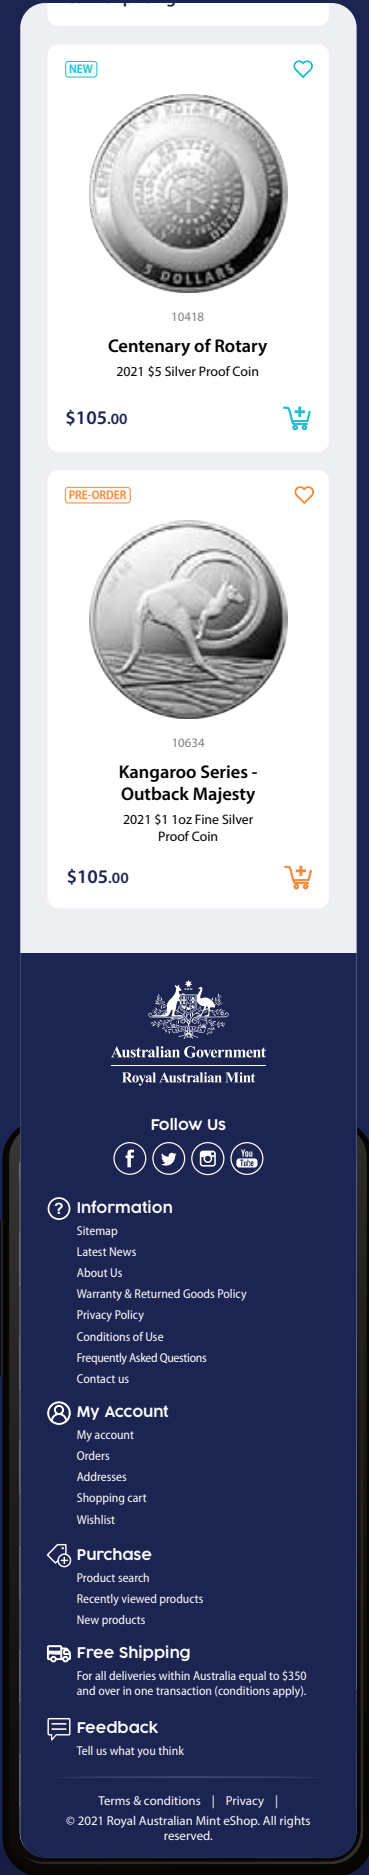 NEW
5 DOLLARS
10418
Centenary of Rotary
2021 $5 Silver Proof Coin
$105.00
PRE-ORDER
10634
Kangaroo Series -
Outback Majesty
2021 $1 1oz Fine Silver
Proof Coin
$105.00
Australian Government
Royal Australian Mint
Follow Us
You
Tube
Information
Sitemap
Latest News
About Us
Warranty & Returned Goods Policy
Privacy Policy
Conditions of Use
Frequently Asked Questions
Contact us
My Account
My account
Orders
Addresses
Shopping cart
Wishlist
Purchase
Product search
Recently viewed products
New products
Free Shipping
For all deliveries within Australia equal to $350
and over in one transaction (conditions apply).
Feedback
Tell us what you think
Terms & conditions | Privacy |
© 2021 Royal Australian Mint eShop. All rights
reserved.